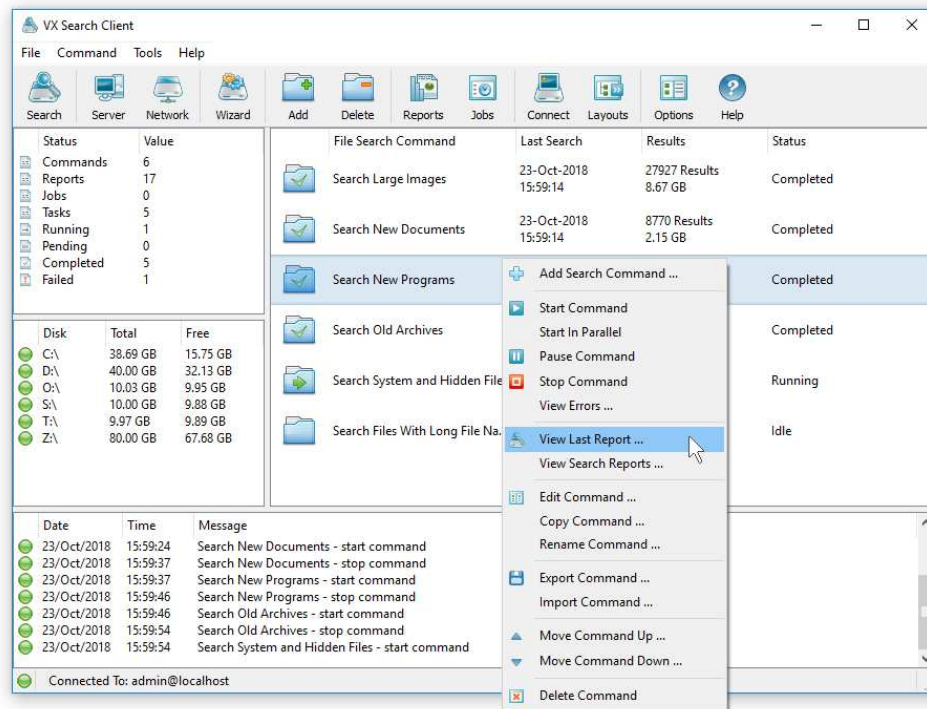 VX Search Client
File Command Tools Help
Search Server Network Wizard Add Delete Reports Jobs Connect Layouts Options Help
Status Value
Commands 6
Reports 17
Jobs 0
Tasks 5
Running 1
Pending 0
Completed 5
Failed 1
Disk Total Free
C:\ 38.69 GB 15.75 GB
D:\ 40.00 GB 32.13 GB
O:\ 10.03 GB 9.95 GB
S:\ 10.00 GB 9.88 GB
T:\ 9.97 GB 9.89 GB
Z:\ 80.00 GB 67.68 GB
File Search Command Last Search Results Status
Search Large Images 23-Oct-2018 15:59:14 27927 Results 8.67 GB Completed
Search New Documents 23-Oct-2018 15:59:14 8770 Results 2.15 GB Completed
Search New Programs Completed
Search Old Archives Completed
Search System and Hidden File Running
Search Files With Long File Na. Idle
Add Search Command ...
Start Command
Start In Parallel
Pause Command
Stop Command
View Errors ...
View Last Report ...
View Search Reports ...
Edit Command ...
Copy Command ...
Rename Command ...
Export Command ...
Import Command ...
Move Command Up ...
Move Command Down ...
Delete Command
Date Time Message
23/Oct/2018 15:59:24 Search New Documents - start command
23/Oct/2018 15:59:37 Search New Documents - stop command
23/Oct/2018 15:59:37 Search New Programs - start command
23/Oct/2018 15:59:46 Search New Programs - stop command
23/Oct/2018 15:59:46 Search Old Archives - start command
23/Oct/2018 15:59:54 Search Old Archives - stop command
23/Oct/2018 15:59:54 Search System and Hidden Files - start command
Connected To: admin@localhost